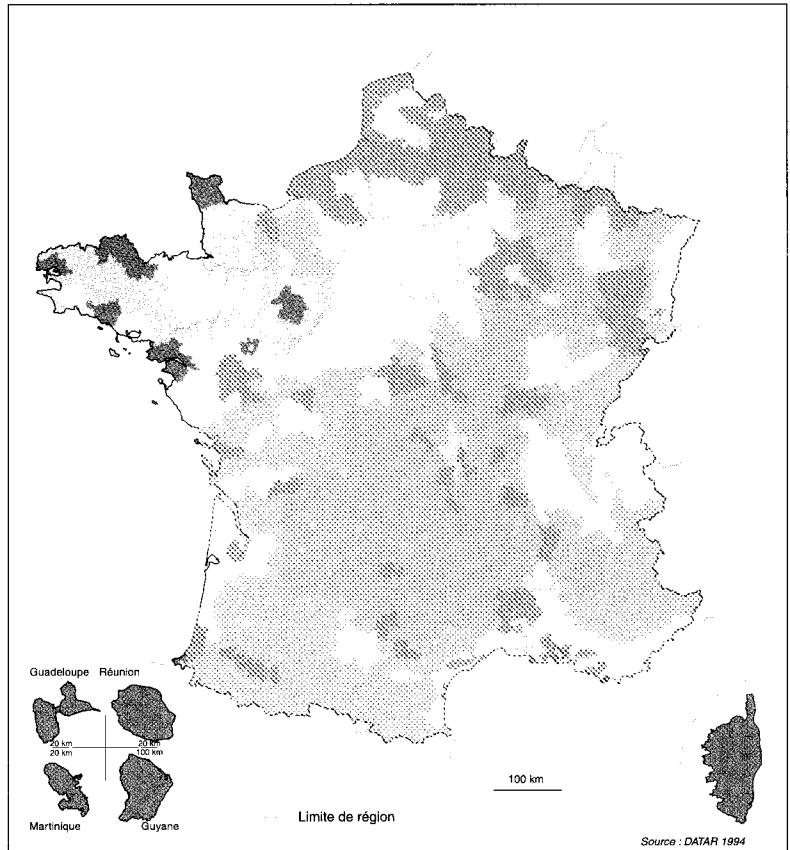 Guadeloupe Réunion
20 km 20 km
20 km 100 km
Martinique Guyane
100 km
Limite de région
Source : DATAR 1994